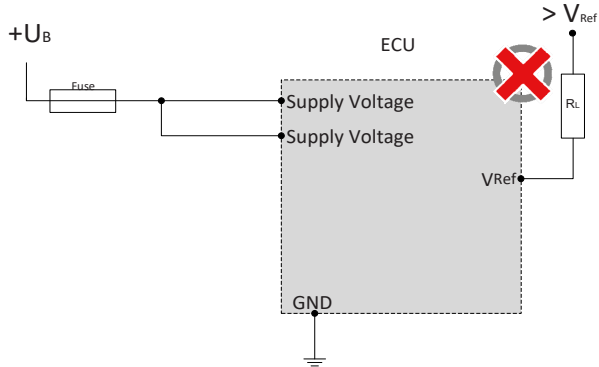 > VRef
+UB
ECU
Fuse
Supply Voltage
RL
Supply Voltage
VRef
GND